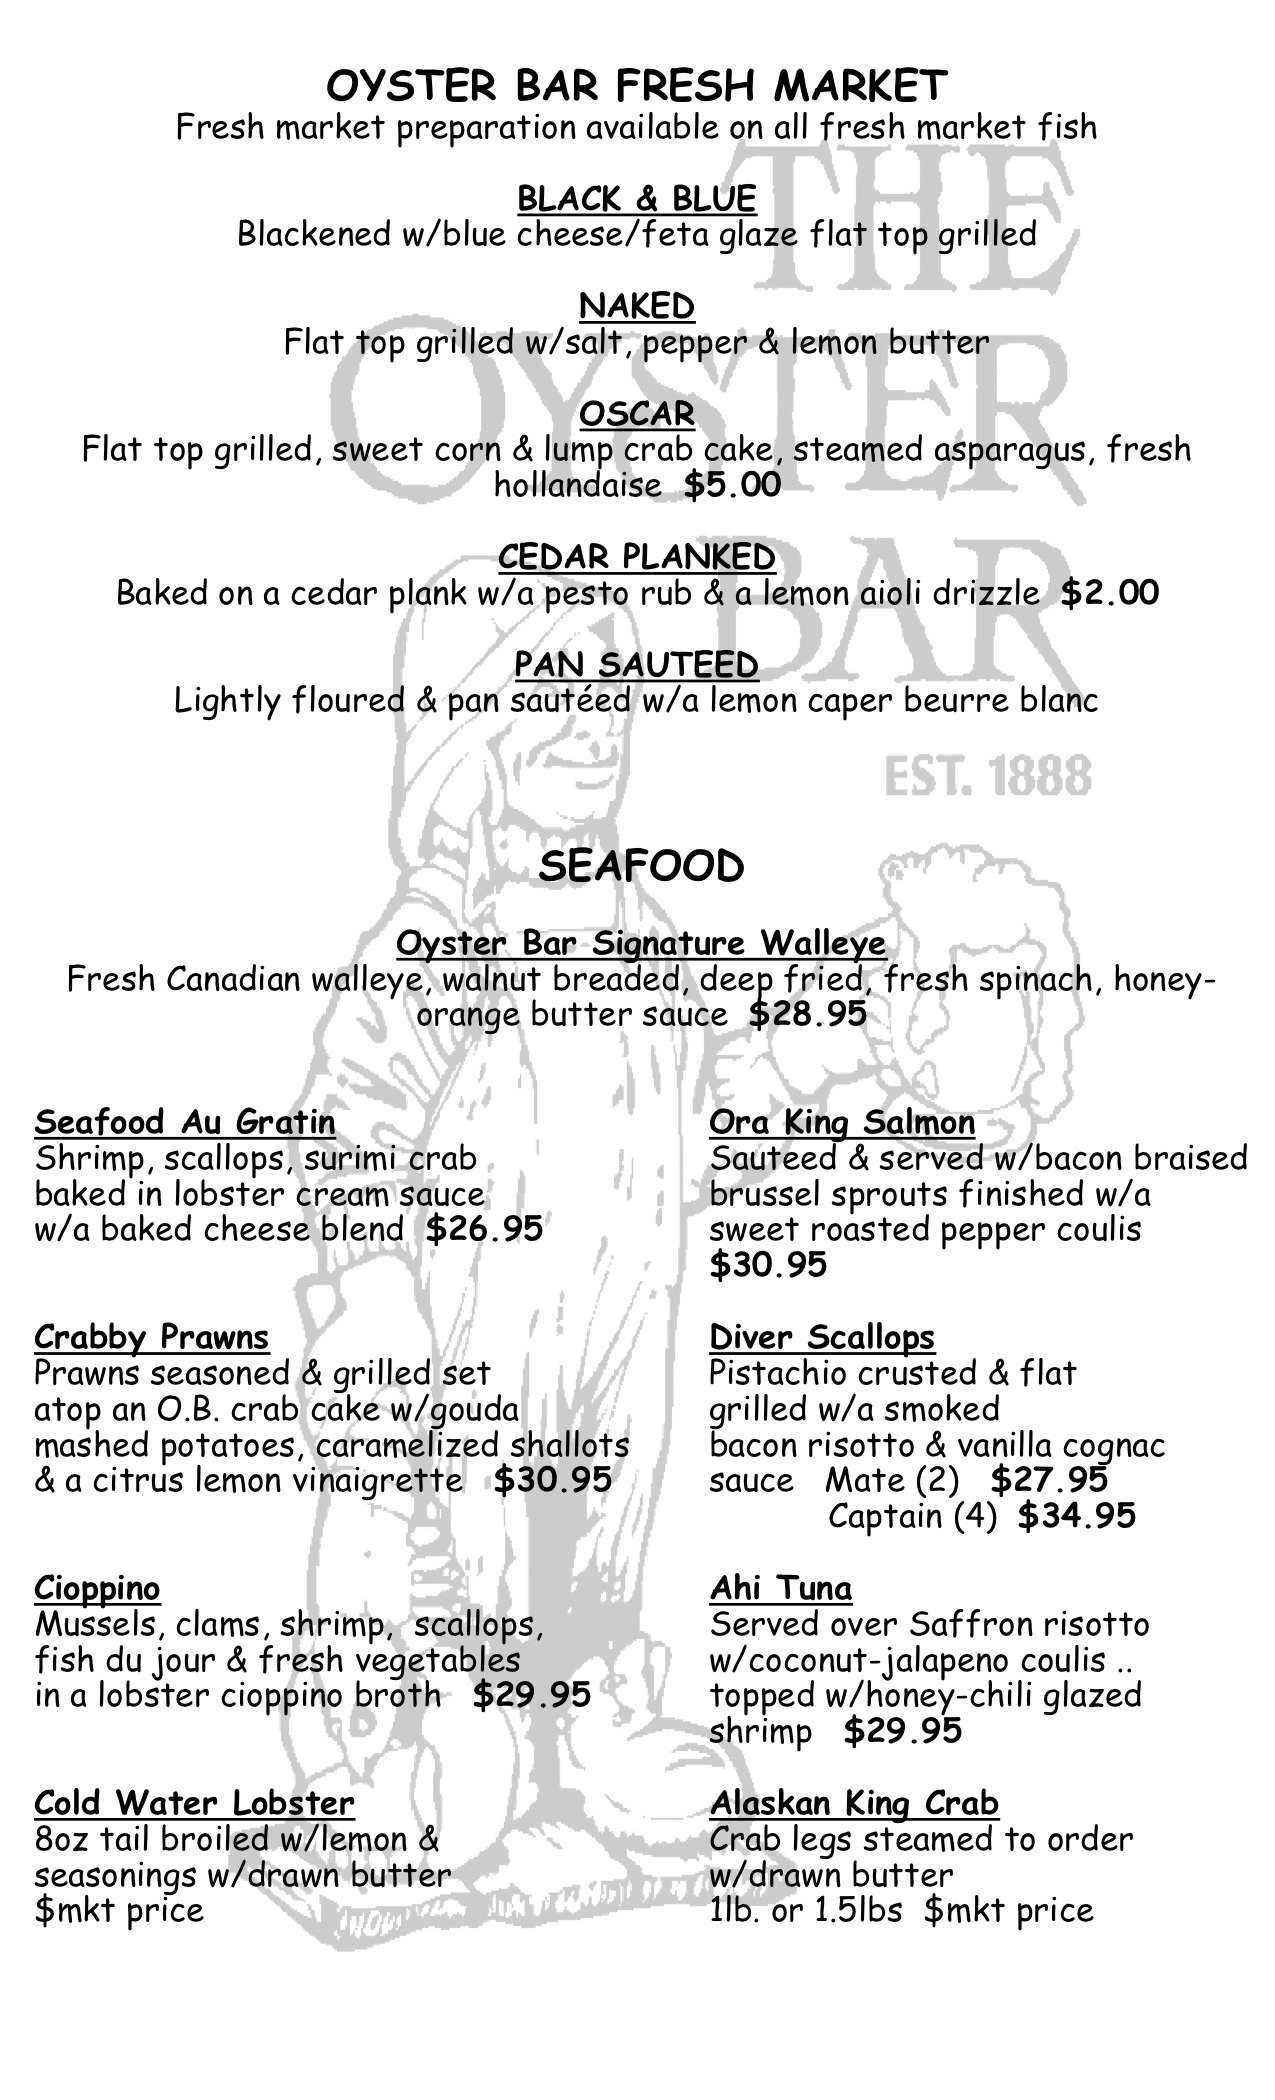 OYSTER BAR FRESH MARKET
Fresh market preparation available on all fresh market fish
BLACK & BLUE
Blackened w/blue cheese/feta glaze flat top grilled
NAKED
Flat top grilled w/salt, pepper & lemon butter
OSCAR
Flat top grilled, sweet corn & lump crab cake, steamed asparagus, fresh
hollandaise $5.00
CEDAR PLANKED
Baked on a cedar plank w/a pesto rub & a lemon aioli drizzle $2.00
PAN SAUTEED
Lightly floured & pan sautéed w/a lemon caper beurre blanc
THE
OYSTER
BAR
EST. 1888
SEAFOOD
Oyster Bar Signature Walleye
Fresh Canadian walleye, walnut breaded, deep fried, fresh spinach, honey-
orange butter sauce $28.95
Seafood Au Gratin
Shrimp, scallops, surimi crab
baked in lobster cream sauce
w/a baked cheese blend $26.95
Crabby Prawns
Prawns seasoned & grilled set
atop an O.B. crab cake w/gouda
mashed potatoes, caramelized shallots
& a citrus lemon vinaigrette $30.95
Cioppino
Mussels, clams, shrimp, scallops,
fish du jour & fresh vegetables
in a lobster cioppino broth $29.95
Cold Water Lobster
8oz tail broiled w/lemon &
seasonings w/drawn butter
$mkt price
Ora King Salmon
Sauteed & served w/bacon braised
brussel sprouts finished w/a
sweet roasted pepper coulis
$30.95
Diver Scallops
Pistachio crusted & flat
grilled w/a smoked
bacon risotto & vanilla cognac
sauce Mate (2) $27.95
Captain (4) $34.95
Ahi Tuna
Served over Saffron risotto
w/coconut-jalapeno coulis ..
topped w/honey-chili glazed
shrimp $29.95
Alaskan King Crab
Crab legs steamed to order
w/drawn butter
1lb. or 1.5lbs $mkt price